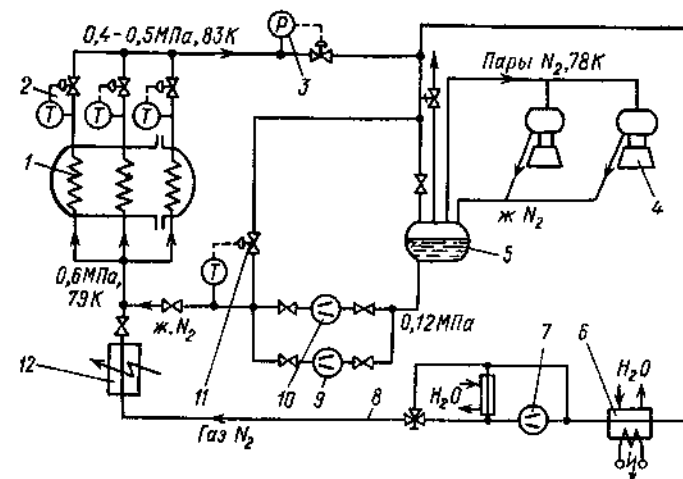 0,4-0,5МПа, 83К
P
3
Пары N₂, 78К
2
T
T
T
1
4
ж N₂
5
0,6МПа,
79К
T
ж. N₂
0,12МПа
12
11
10
9
H₂O
7
6
H₂O
8
Газ N₂